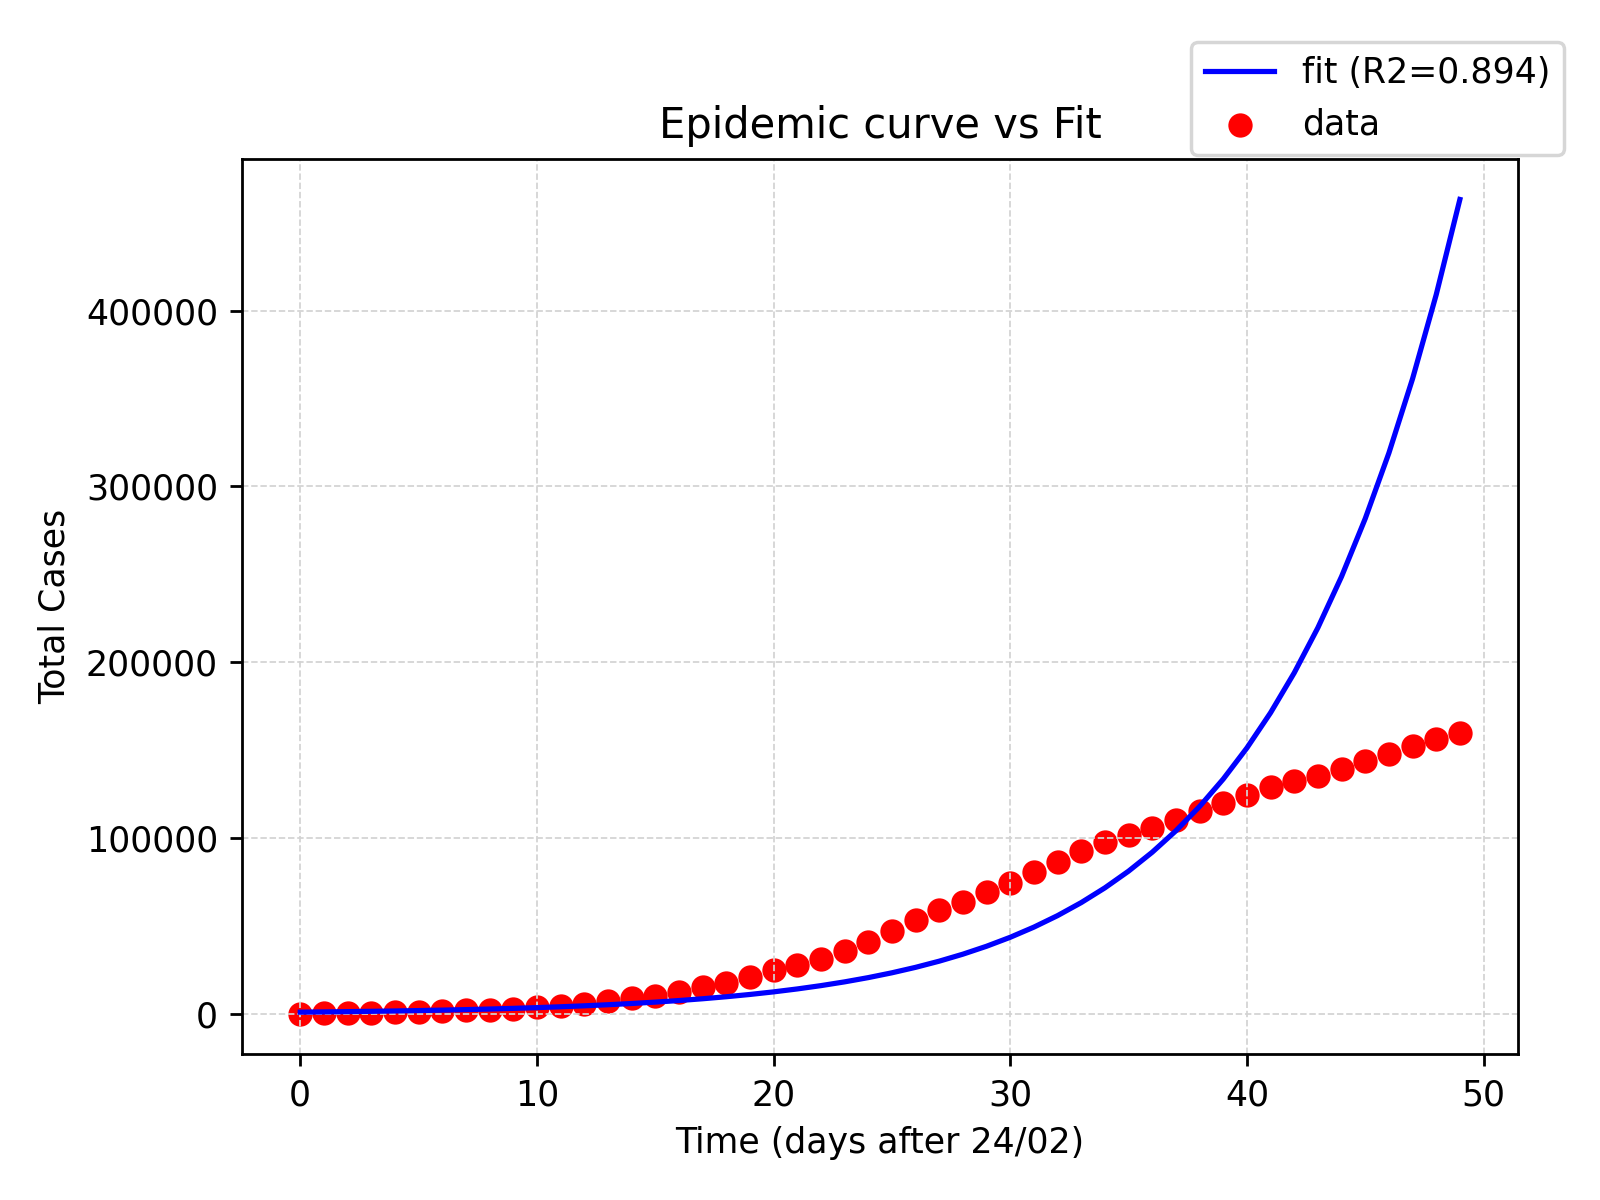 fit (R2=0.894)
data
Epidemic curve vs Fit
Total Cases
400000
300000
200000
100000
0
0 10 20 30 40 50
Time (days after 24/02)